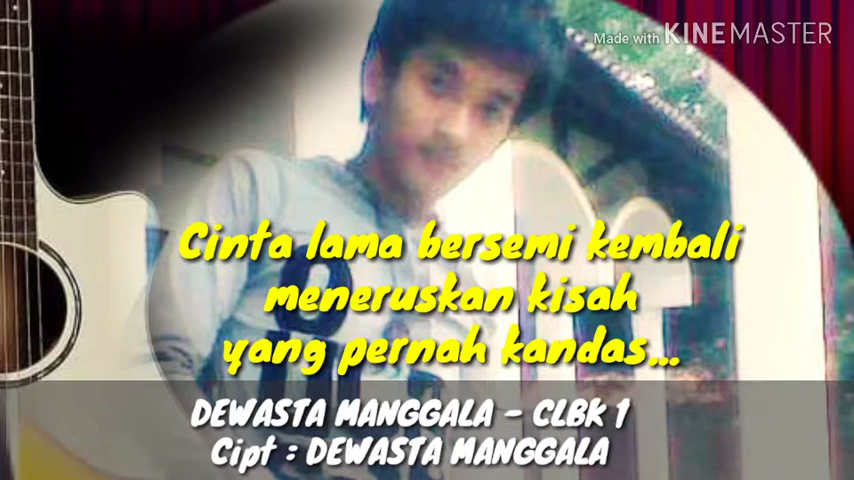 Made with KINEMASTER
Cinta lama bersemi kembali
meneruskan kisah
yang pernah kandas...
DEWASTA MANGGALA - CLBK 1
Cipt : DEWASTA MANGGALA